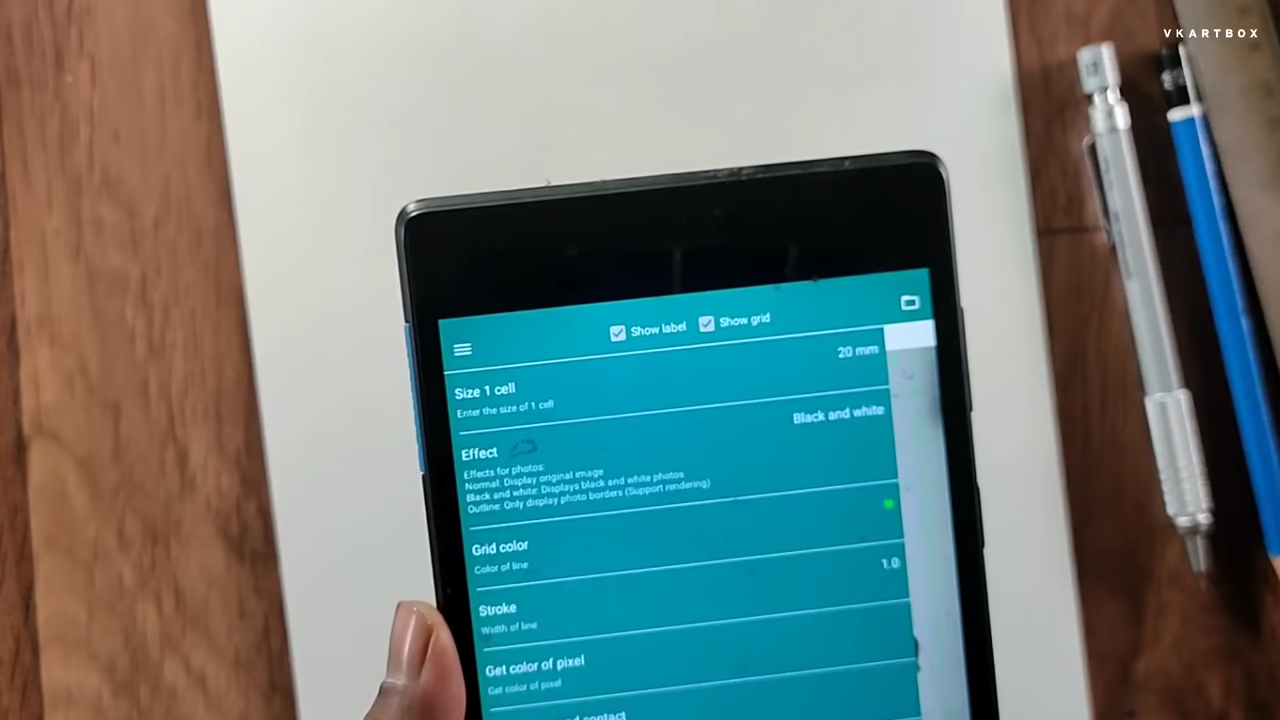 VKARTBOX
Show label Show grid
Size 1 cell 20 mm
Enter the size of 1 cell
Effect Black and white
Effects for photos:
Normal: Display original image
Black and white: Displays black and white photos
Outline: Only display photo borders (Support rendering)
Grid color
Color of line
Stroke 1.0
Width of line
Get color of pixel
Get color of pixel
contact